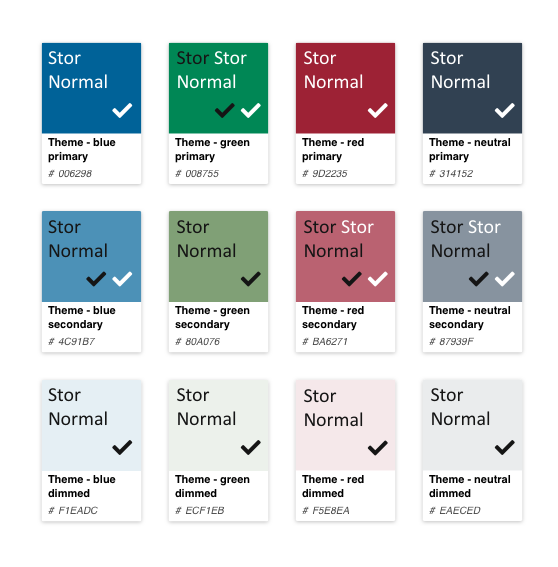 Stor
Normal
Theme - blue
primary
# 006298
Stor Stor
Normal
Theme - green
primary
# 008755
Stor
Normal
Theme - red
primary
# 9D2235
Stor
Normal
Theme - neutral
primary
# 314152
Stor
Normal
Theme - blue
secondary
# 4C91B7
Stor
Normal
Theme - green
secondary
# 80A076
Stor Stor
Normal
Theme - red
secondary
# BA6271
Stor Stor
Normal
Theme - neutral
secondary
# 87939F
Stor
Normal
Theme - blue
dimmed
# F1EADC
Stor
Normal
Theme - green
dimmed
# ECF1EB
Stor
Normal
Theme - red
dimmed
# F5E8EA
Stor
Normal
Theme - neutral
dimmed
# EAECED